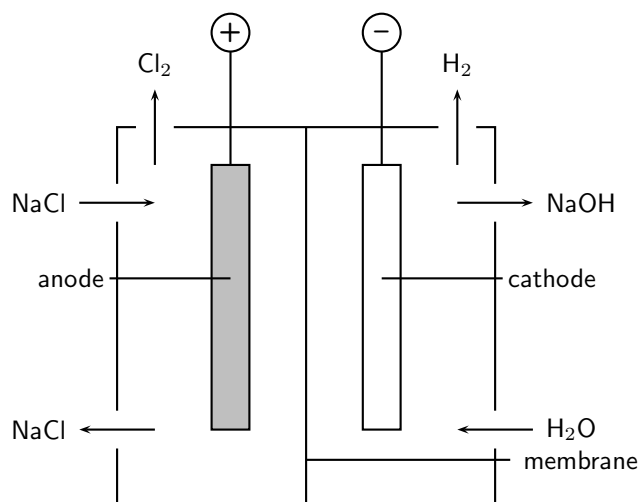 + −
Cl₂ H₂
NaCl NaOH
anode cathode
NaCl H₂O
membrane